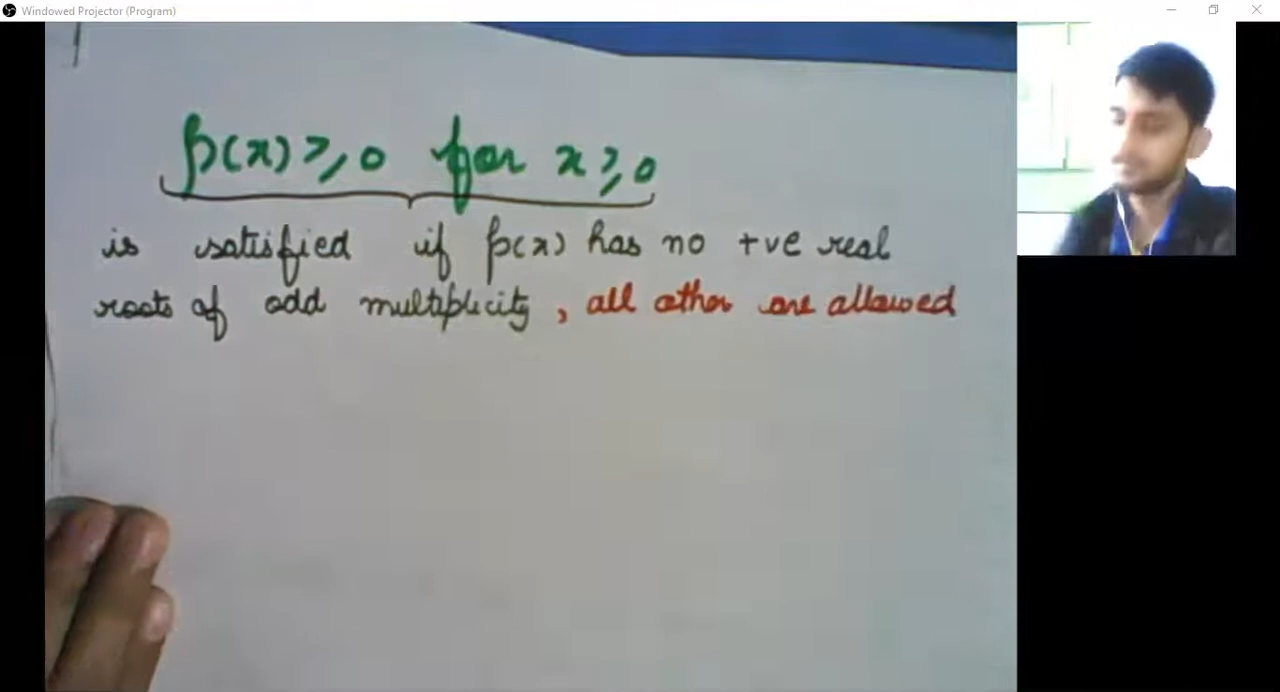 Windowed Projector (Program)
p(x) ⩾ 0 for x ⩾ 0
is satisfied if p(x) has no +ve real
roots of odd multiplicity, all other are allowed